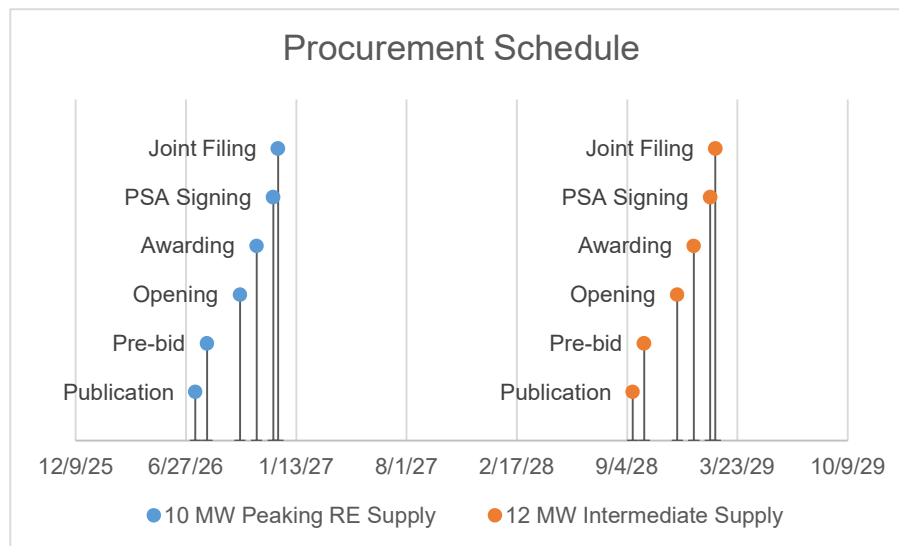 Procurement Schedule
Joint Filing Joint Filing
PSA Signing PSA Signing
Awarding Awarding
Opening Opening
Pre-bid Pre-bid
Publication Publication
12/9/25 6/27/26 1/13/27 8/1/27 2/17/28 9/4/28 3/23/29 10/9/29
10 MW Peaking RE Supply 12 MW Intermediate Supply